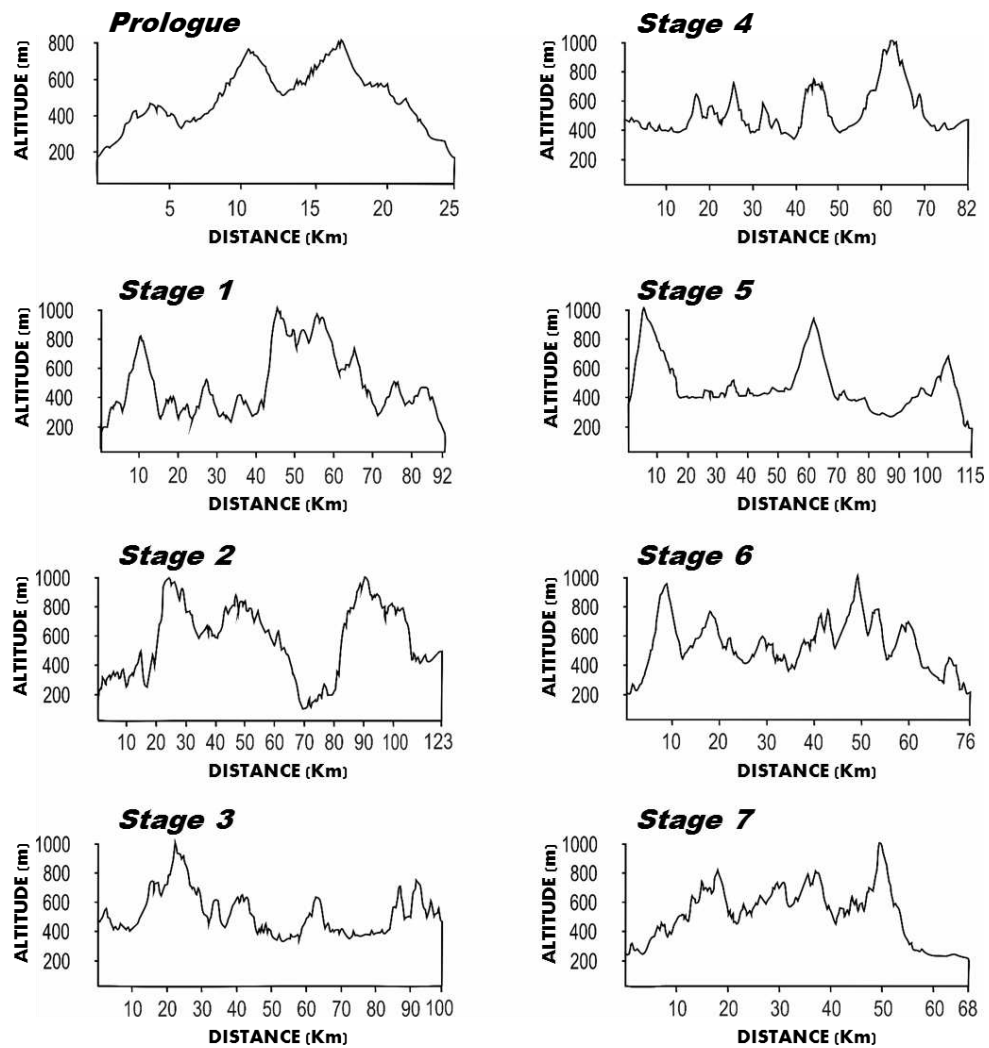 Prologue
ALTITUDE (m)
800
600
400
200
5 10 15 20 25
DISTANCE (Km)
Stage 1
ALTITUDE (m)
1000
800
600
400
200
10 20 30 40 50 60 70 80 92
DISTANCE (Km)
Stage 2
ALTITUDE (m)
1000
800
600
400
200
10 20 30 40 50 60 70 80 90 100 123
DISTANCE (Km)
Stage 3
ALTITUDE (m)
1000
800
600
400
200
10 20 30 40 50 60 70 80 90 100
DISTANCE (Km)
Stage 4
ALTITUDE (m)
1000
800
600
400
200
10 20 30 40 50 60 70 82
DISTANCE (Km)
Stage 5
ALTITUDE (m)
1000
800
600
400
200
10 20 30 40 50 60 70 80 90 100 115
DISTANCE (Km)
Stage 6
ALTITUDE (m)
1000
800
600
400
200
10 20 30 40 50 60 76
DISTANCE (Km)
Stage 7
ALTITUDE (m)
1000
800
600
400
200
10 20 30 40 50 60 68
DISTANCE (Km)